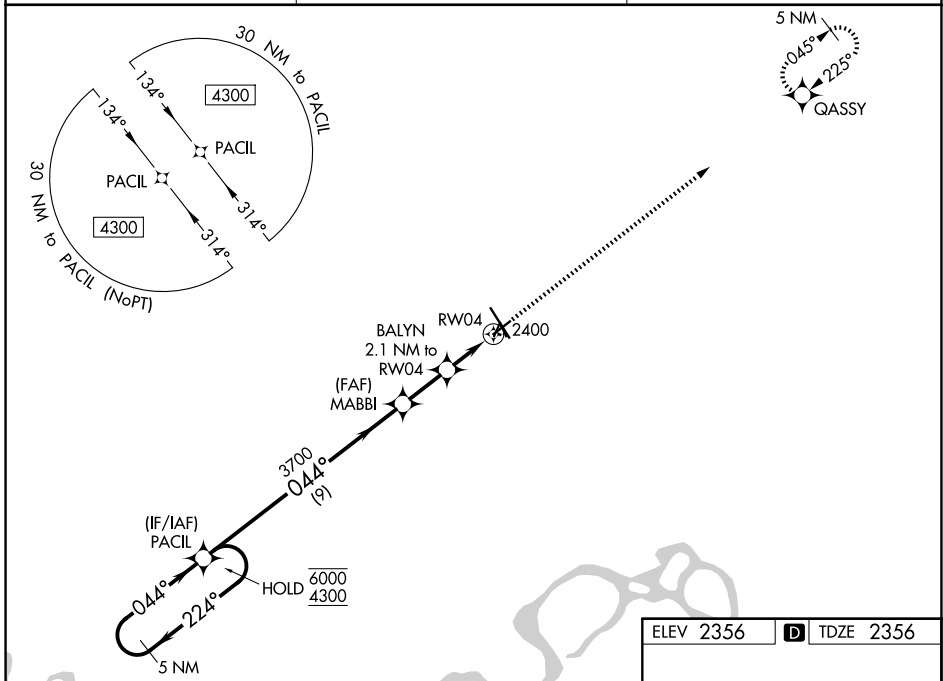 30 NM to PACIL
134°
4300
PACIL
314°
134°
PACIL
4300
314°
30 NM to PACIL (NoPT)
5 NM
045°
225°
QASSY
RW04
2400
BALYN
2.1 NM to
RW04
(FAF)
MABBI
3700
044°
(9)
(IF/IAF)
PACIL
HOLD 6000
4300
044°
224°
5 NM
ELEV 2356 D TDZE 2356